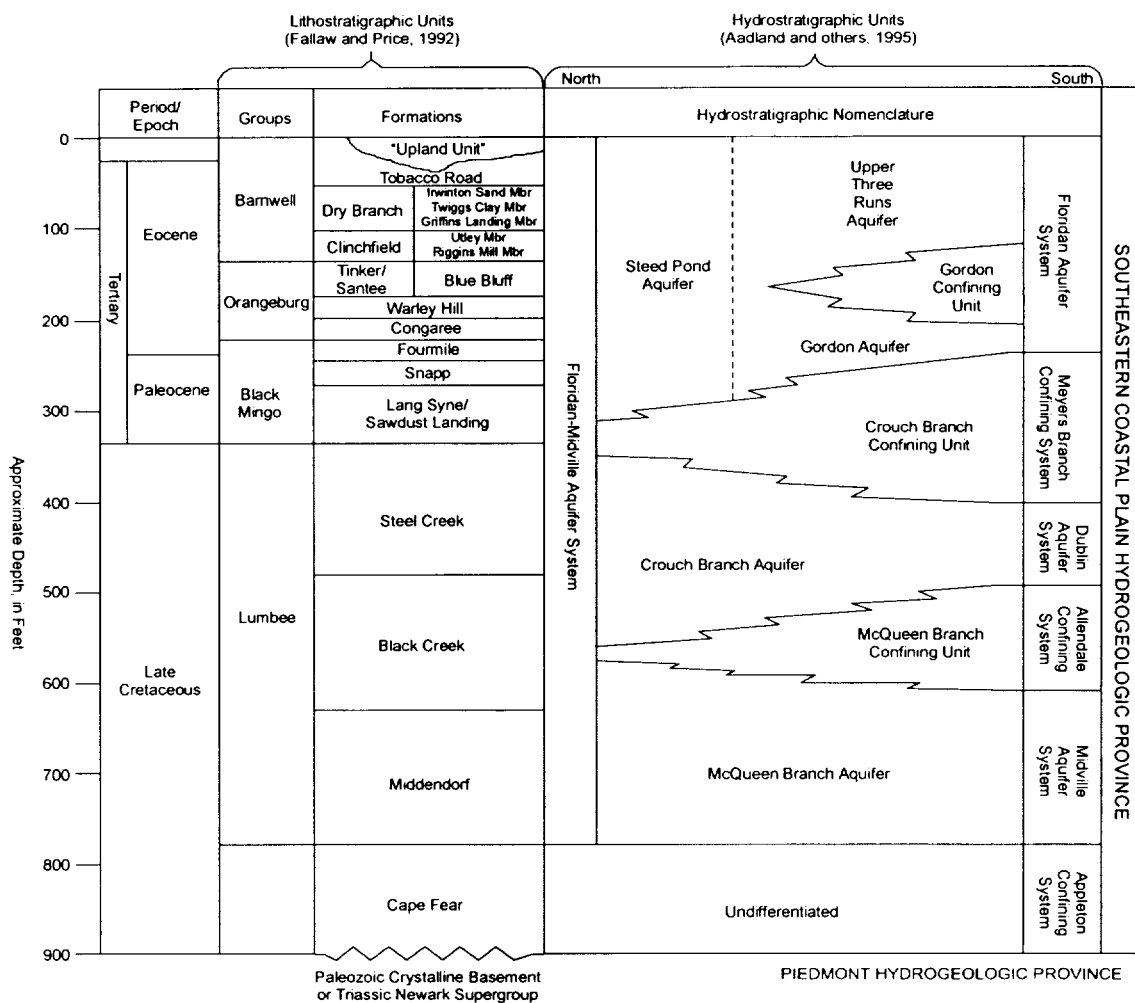 Lithostratigraphic Units
(Fallaw and Price, 1992)
Hydrostratigraphic Units
(Aadland and others, 1995)
North
South
Period/
Epoch
Groups
Formations
Hydrostratigraphic Nomenclature
Approximate Depth, in Feet
0
100
200
300
400
500
600
700
800
900
Tertiary
Eocene
Paleocene
Late
Cretaceous
Barnwell
Orangeburg
Black
Mingo
Lumbee
"Upland Unit"
Tobacco Road
Dry Branch
Irwinton Sand Mbr
Twiggs Clay Mbr
Griffins Landing Mbr
Clinchfield
Utley Mbr
Riggins Mill Mbr
Tinker/
Santee
Blue Bluff
Warley Hill
Congaree
Fourmile
Snapp
Lang Syne/
Sawdust Landing
Steel Creek
Black Creek
Middendorf
Cape Fear
Paleozoic Crystalline Basement
or Triassic Newark Supergroup
Floridan-Midville Aquifer System
Steed Pond
Aquifer
Upper
Three
Runs
Aquifer
Gordon
Confining
Unit
Gordon Aquifer
Crouch Branch
Confining Unit
Crouch Branch Aquifer
McQueen Branch
Confining Unit
McQueen Branch Aquifer
Undifferentiated
Floridan Aquifer
System
Meyers Branch
Confining System
Dublin
Aquifer
System
Allendale
Confining
System
Midville
Aquifer
System
Appleton
Confining
System
SOUTHEASTERN COASTAL PLAIN HYDROGEOLOGIC PROVINCE
PIEDMONT HYDROGEOLOGIC PROVINCE